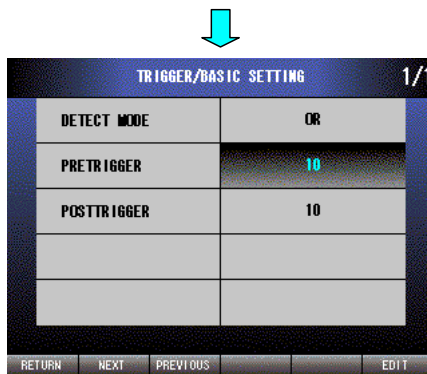 TRIGGER/BASIC SETTING 1/1
DETECT MODE OR
PRETRIGGER 10
POSTTRIGGER 10
RETURN NEXT PREVIOUS EDIT